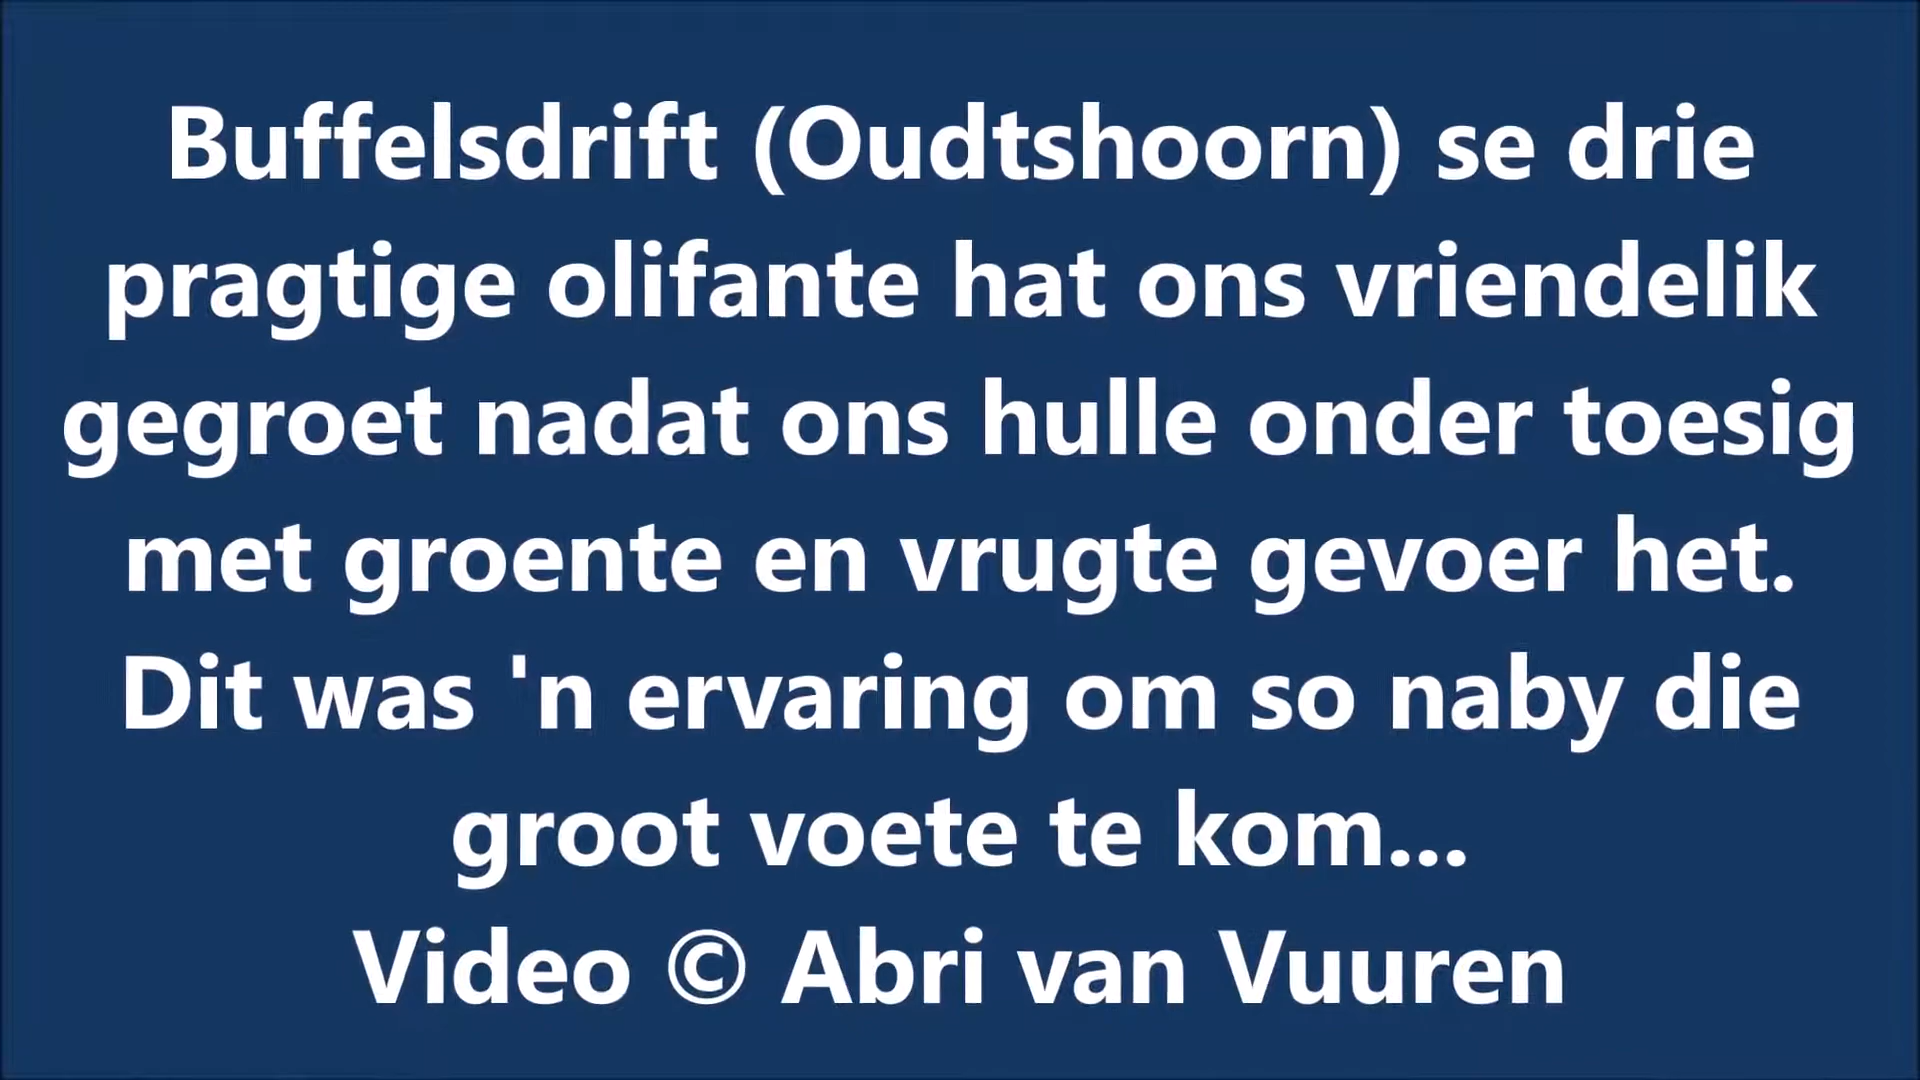 Buffelsdrift (Oudtshoorn) se drie
pragtige olifante hat ons vriendelik
gegroet nadat ons hulle onder toesig
met groente en vrugte gevoer het.
Dit was 'n ervaring om so naby die
groot voete te kom...
Video © Abri van Vuuren